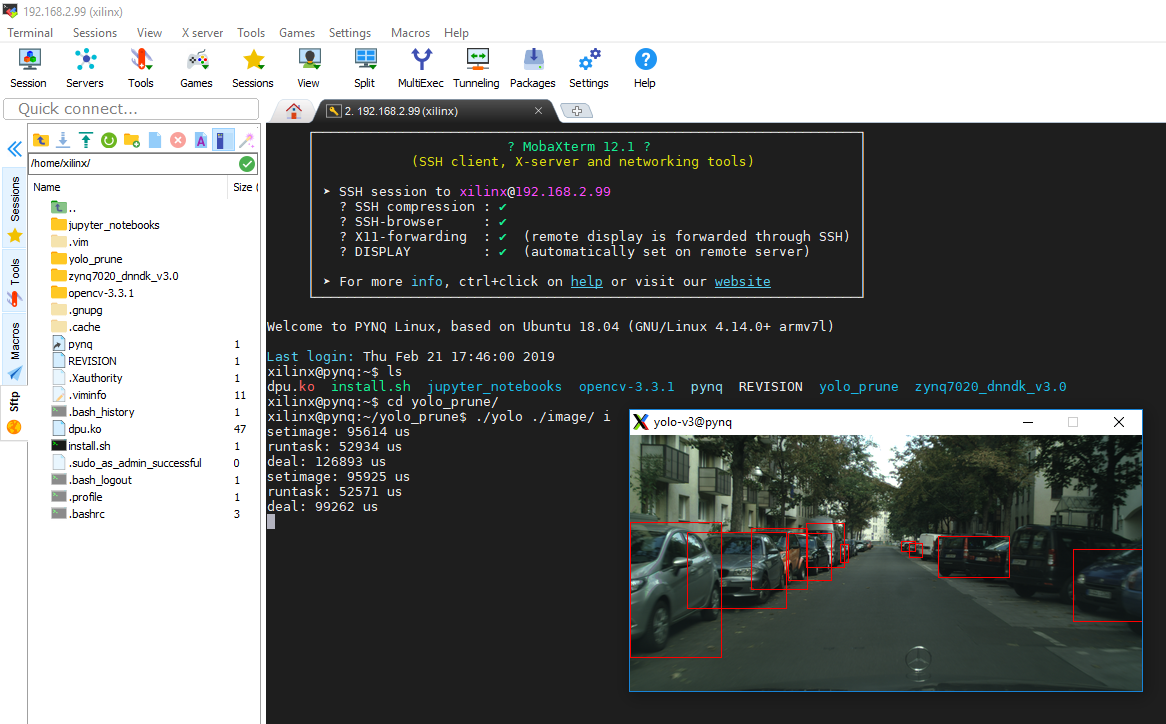 192.168.2.99 (xilinx)
Terminal Sessions View X server Tools Games Settings Macros Help
Session Servers Tools Games Sessions View Split MultiExec Tunneling Packages Settings Help
Quick connect...
2. 192.168.2.99 (xilinx)
/home/xilinx/
Name Size (
..
jupyter_notebooks
.vim
yolo_prune
zynq7020_dnndk_v3.0
opencv-3.3.1
.gnupg
.cache
pynq 1
REVISION 1
.Xauthority 1
.viminfo 11
.bash_history 1
dpu.ko 47
install.sh 1
.sudo_as_admin_successful 0
.bash_logout 1
.profile 1
.bashrc 3
Sessions
Tools
Macros
Sftp
? MobaXterm 12.1 ?
(SSH client, X-server and networking tools)
➤ SSH session to xilinx@192.168.2.99
? SSH compression : ✔
? SSH-browser : ✔
? X11-forwarding : ✔ (remote display is forwarded through SSH)
? DISPLAY : ✔ (automatically set on remote server)
➤ For more info, ctrl+click on help or visit our website
Welcome to PYNQ Linux, based on Ubuntu 18.04 (GNU/Linux 4.14.0+ armv7l)
Last login: Thu Feb 21 17:46:00 2019
xilinx@pynq:~$ ls
dpu.ko install.sh jupyter_notebooks opencv-3.3.1 pynq REVISION yolo_prune zynq7020_dnndk_v3.0
xilinx@pynq:~$ cd yolo_prune/
xilinx@pynq:~/yolo_prune$ ./yolo ./image/ i
setimage: 95614 us
runtask: 52934 us
deal: 126893 us
setimage: 95925 us
runtask: 52571 us
deal: 99262 us
yolo-v3@pynq